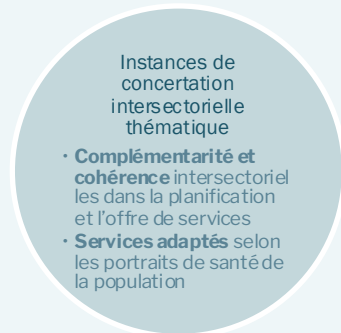 Instances de
concertation
intersectorielle
thématique
• Complémentarité et
cohérence intersectoriel
les dans la planification
et l'offre de services
• Services adaptés selon
les portraits de santé de
la population